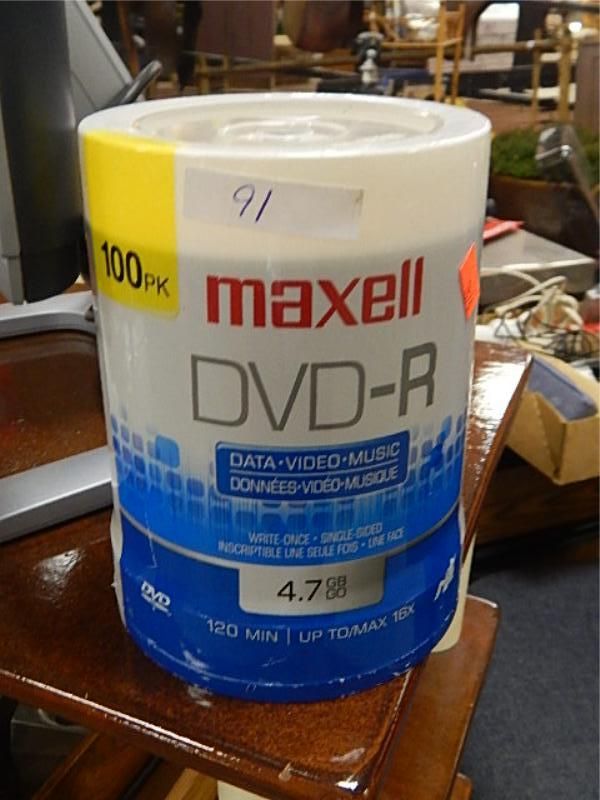 91
100PK
maxell
DVD-R
DATA·VIDEO·MUSIC
DONNÉES·VIDÉO·MUSIQUE
WRITE-ONCE · SINGLE-SIDED
INSCRIPTIBLE UNE SEULE FOIS · UNE FACE
4.7 GB
GO
DVD
120 MIN | UP TO/MAX 16X